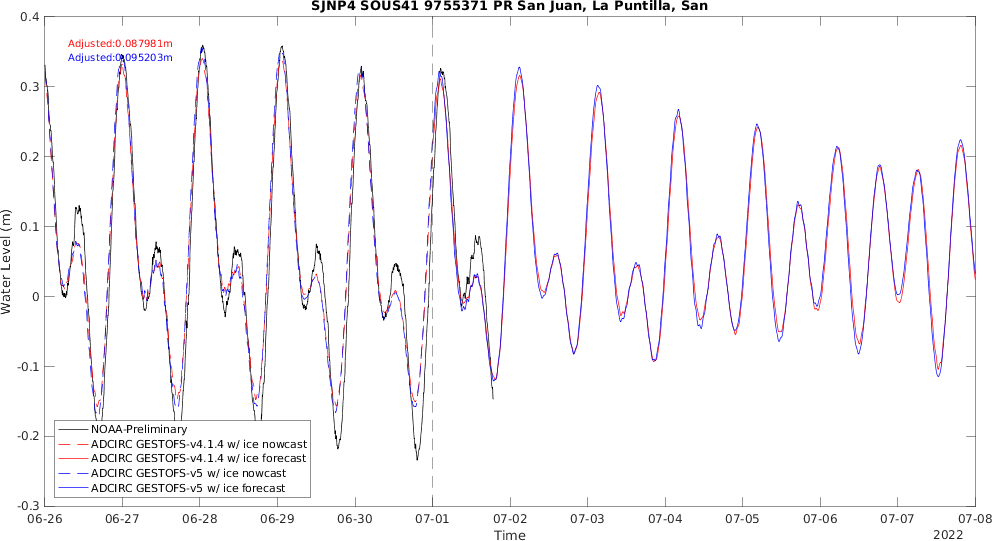 SJNP4 SOUS41 9755371 PR San Juan, La Puntilla, San
Adjusted:0.087981m
Adjusted:0.095203m
Water Level (m)
0.4
0.3
0.2
0.1
0
-0.1
-0.2
-0.3
NOAA-Preliminary
ADCIRC GESTOFS-v4.1.4 w/ ice nowcast
ADCIRC GESTOFS-v4.1.4 w/ ice forecast
ADCIRC GESTOFS-v5 w/ ice nowcast
ADCIRC GESTOFS-v5 w/ ice forecast
06-26 06-27 06-28 06-29 06-30 07-01 07-02 07-03 07-04 07-05 07-06 07-07 07-08
Time
2022